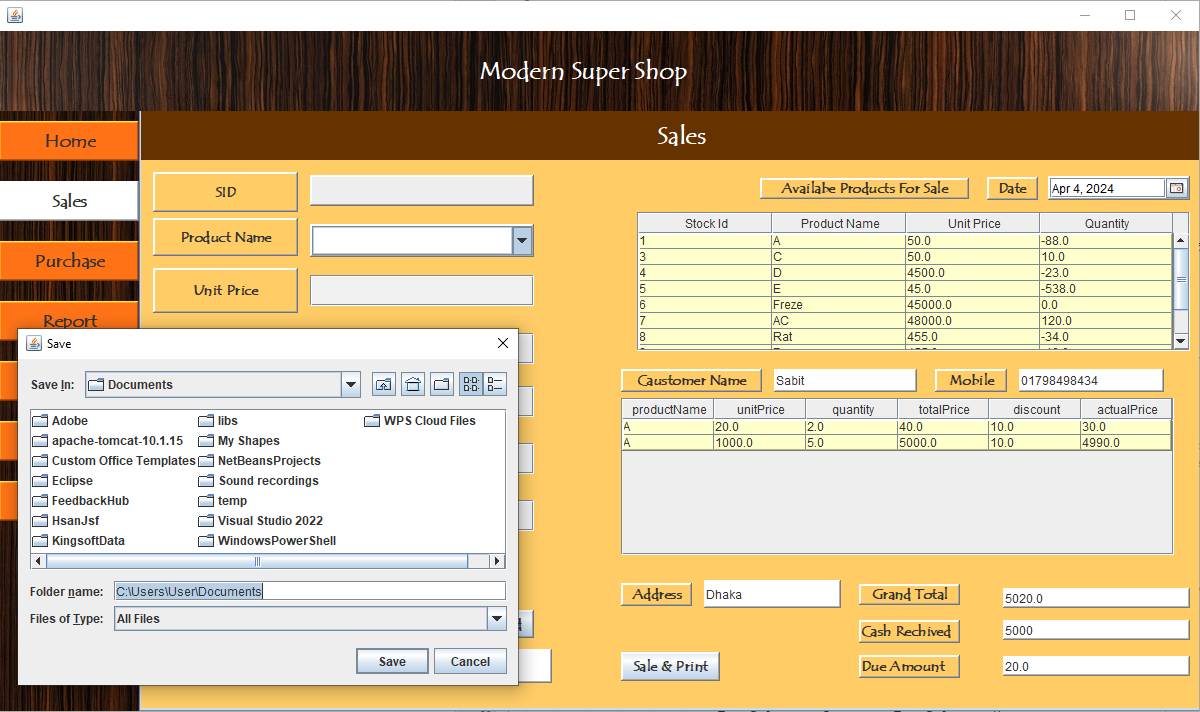 Modern Super Shop
Sales
Home
Sales
Purchase
Report
SID
Product Name
Unit Price
Availabe Products For Sale
Date
Apr 4, 2024
Stock Id Product Name Unit Price Quantity
1 A 50.0 -88.0
3 C 50.0 10.0
4 D 4500.0 -23.0
5 E 45.0 -538.0
6 Freze 45000.0 0.0
7 AC 48000.0 120.0
8 Rat 455.0 -34.0
Save
Save In: Documents
Adobe libs WPS Cloud Files
apache-tomcat-10.1.15 My Shapes
Custom Office Templates NetBeansProjects
Eclipse Sound recordings
FeedbackHub temp
HsanJsf Visual Studio 2022
KingsoftData WindowsPowerShell
Folder name: C:\Users\User\Documents
Files of Type: All Files
Save Cancel
Caustomer Name Sabit Mobile 01798498434
productName unitPrice quantity totalPrice discount actualPrice
A 20.0 2.0 40.0 10.0 30.0
A 1000.0 5.0 5000.0 10.0 4990.0
Address Dhaka Grand Total 5020.0
Cash Rechived 5000
Sale & Print Due Amount 20.0